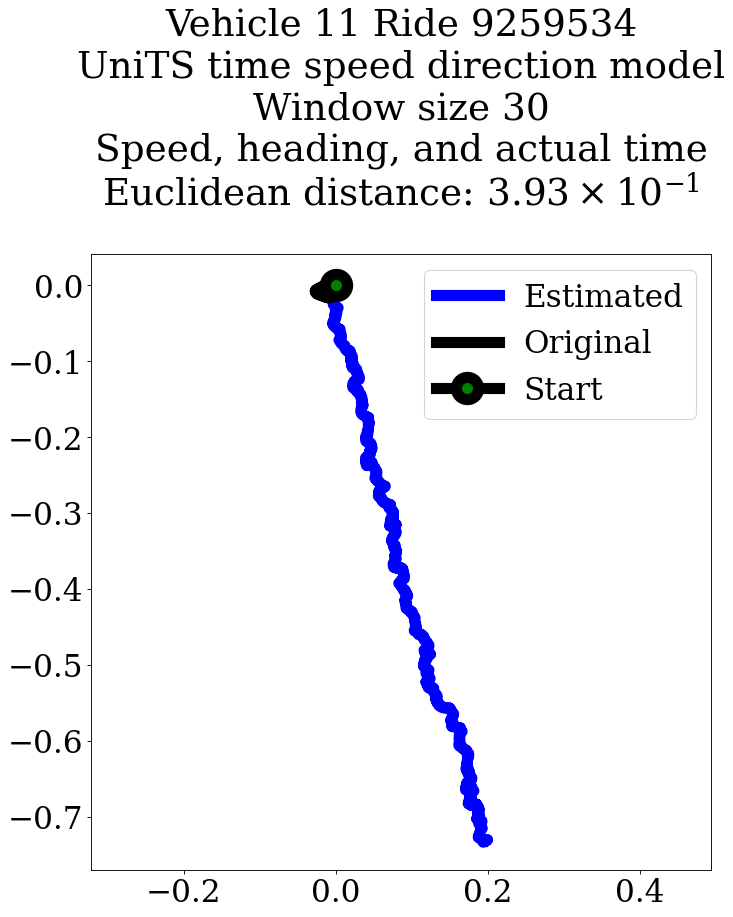 Vehicle 11 Ride 9259534
UniTS time speed direction model
Window size 30
Speed, heading, and actual time
Euclidean distance: 3.93 × 10⁻¹
Estimated
Original
Start
0.0
−0.1
−0.2
−0.3
−0.4
−0.5
−0.6
−0.7
−0.2 0.0 0.2 0.4